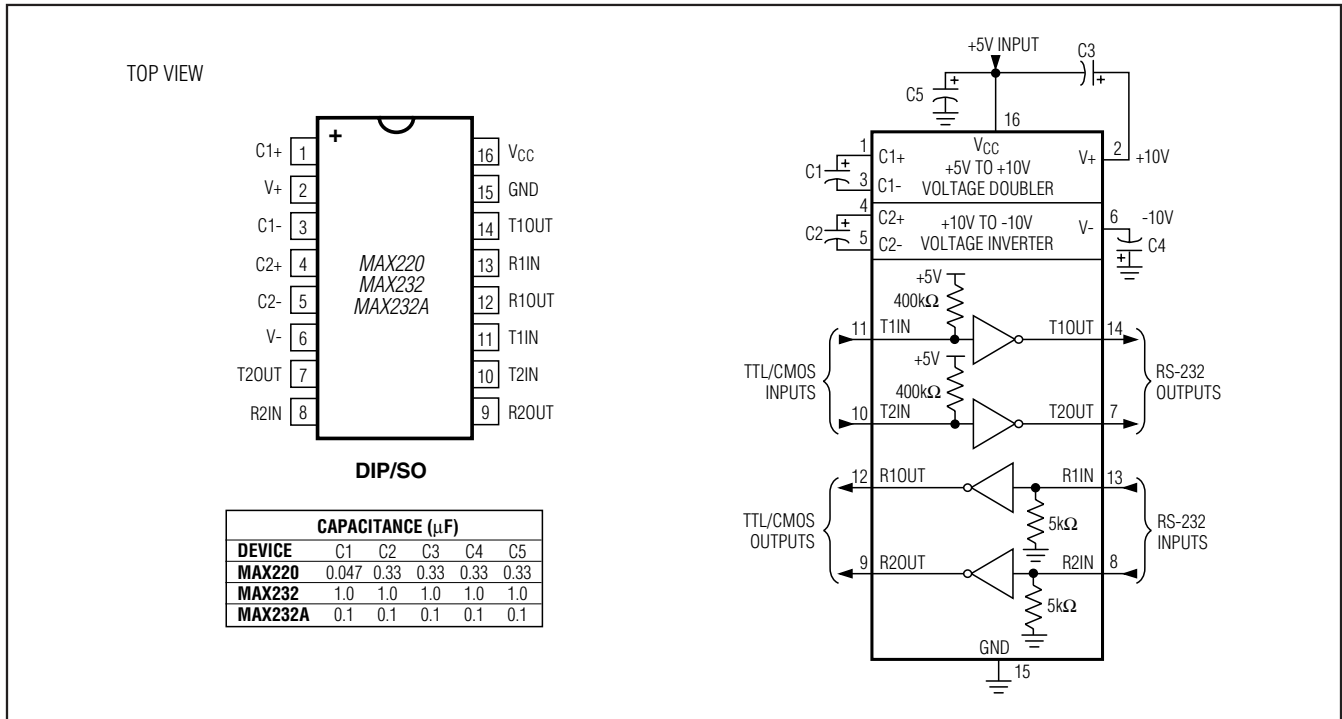 TOP VIEW
+
C1+ 1
V+ 2
C1- 3
C2+ 4
C2- 5
V- 6
T2OUT 7
R2IN 8
16 VCC
15 GND
14 T1OUT
13 R1IN
12 R1OUT
11 T1IN
10 T2IN
9 R2OUT
MAX220
MAX232
MAX232A
DIP/SO
CAPACITANCE (μF)
DEVICE C1 C2 C3 C4 C5
MAX220 0.047 0.33 0.33 0.33 0.33
MAX232 1.0 1.0 1.0 1.0 1.0
MAX232A 0.1 0.1 0.1 0.1 0.1
+5V INPUT
C3
+
C5
+
16
VCC
1
C1+
C1
+
3
C1-
+5V TO +10V
VOLTAGE DOUBLER
V+
2
+10V
4
C2+
C2
+
5
C2-
+10V TO -10V
VOLTAGE INVERTER
V-
6
-10V
C4
+
+5V
400kΩ
11 T1IN
T1OUT 14
+5V
400kΩ
10 T2IN
T2OUT 7
TTL/CMOS
INPUTS
RS-232
OUTPUTS
12 R1OUT
R1IN 13
5kΩ
9 R2OUT
R2IN 8
5kΩ
TTL/CMOS
OUTPUTS
RS-232
INPUTS
GND
15